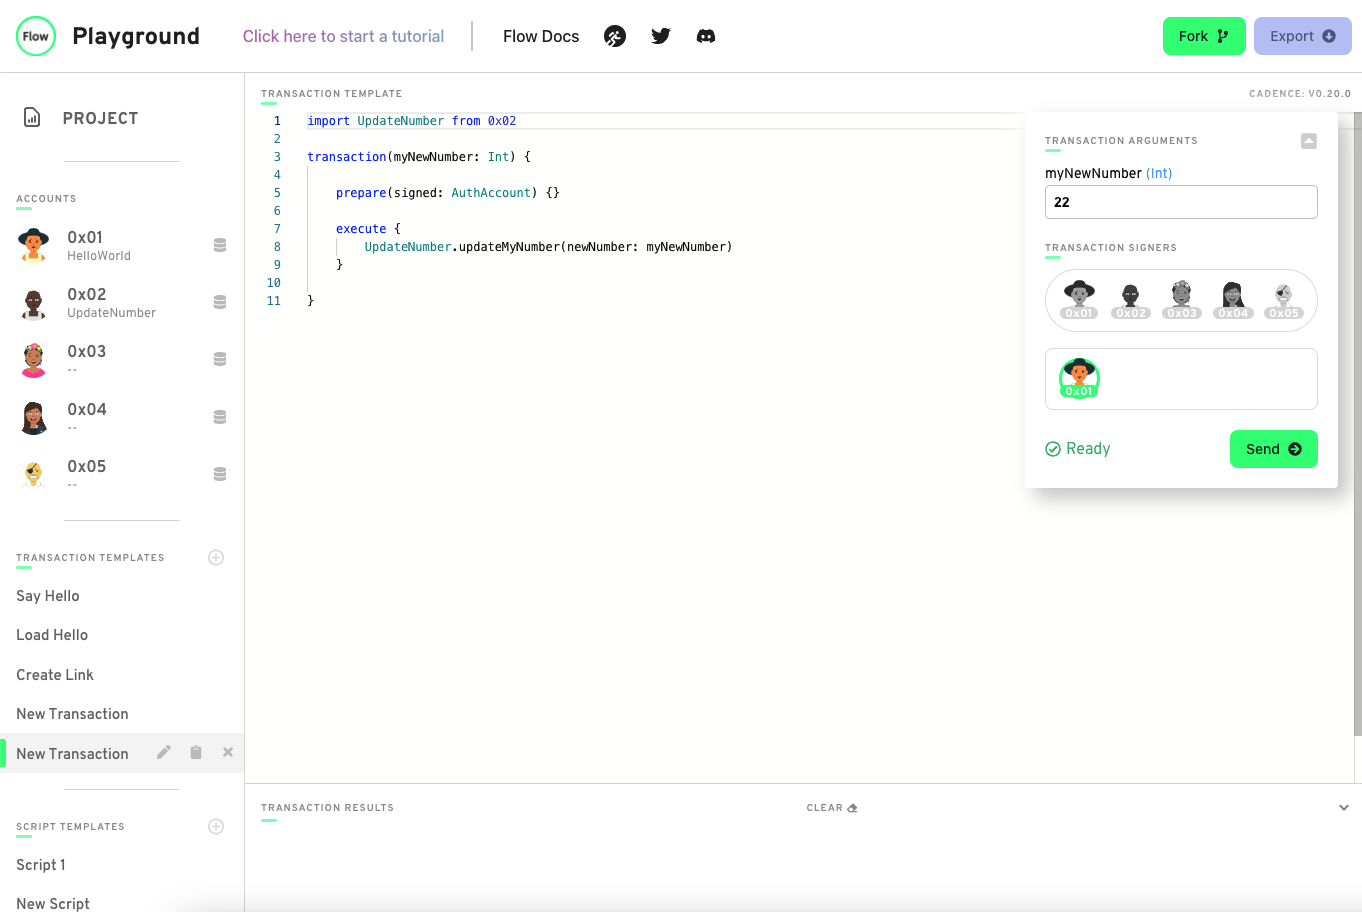 Flow
Playground
Click here to start a tutorial
Flow Docs
Fork
Export
PROJECT
ACCOUNTS
0x01
HelloWorld
0x02
UpdateNumber
0x03
--
0x04
--
0x05
--
TRANSACTION TEMPLATES
Say Hello
Load Hello
Create Link
New Transaction
New Transaction
SCRIPT TEMPLATES
Script 1
New Script
TRANSACTION TEMPLATE
CADENCE: V0.20.0
1 import UpdateNumber from 0x02
2
3 transaction(myNewNumber: Int) {
4
5 prepare(signed: AuthAccount) {}
6
7 execute {
8 UpdateNumber.updateMyNumber(newNumber: myNewNumber)
9 }
10
11 }
TRANSACTION ARGUMENTS
myNewNumber (Int)
22
TRANSACTION SIGNERS
0x01 0x02 0x03 0x04 0x05
0x01
Ready
Send
TRANSACTION RESULTS
CLEAR